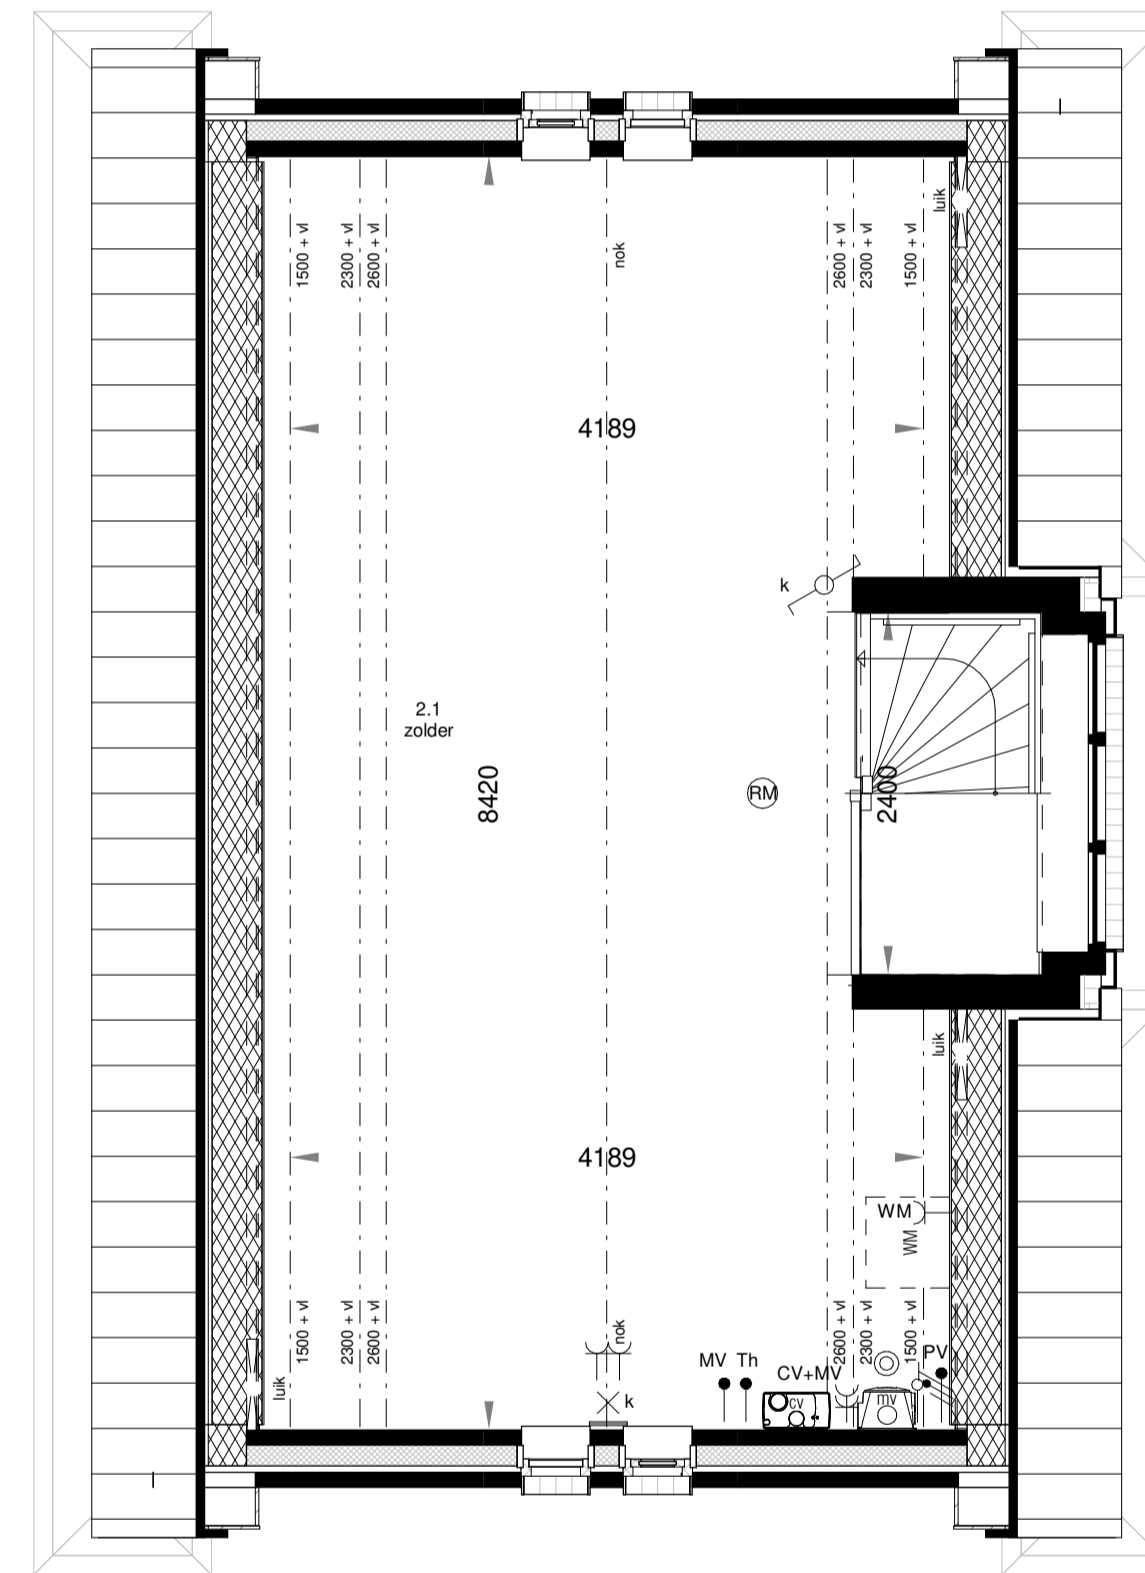 1500 + vl
2300 + vl
2600 + vl
nok
2600 + vl
2300 + vl
1500 + vl
luik
4189
k
2.1
zolder
8420
RM
2400
luik
4189
WM
WM
1500 + vl
2300 + vl
2600 + vl
nok
2600 + vl
2300 + vl
1500 + vl
luik
MV
Th
CV+MV
PV
k
CV
mv